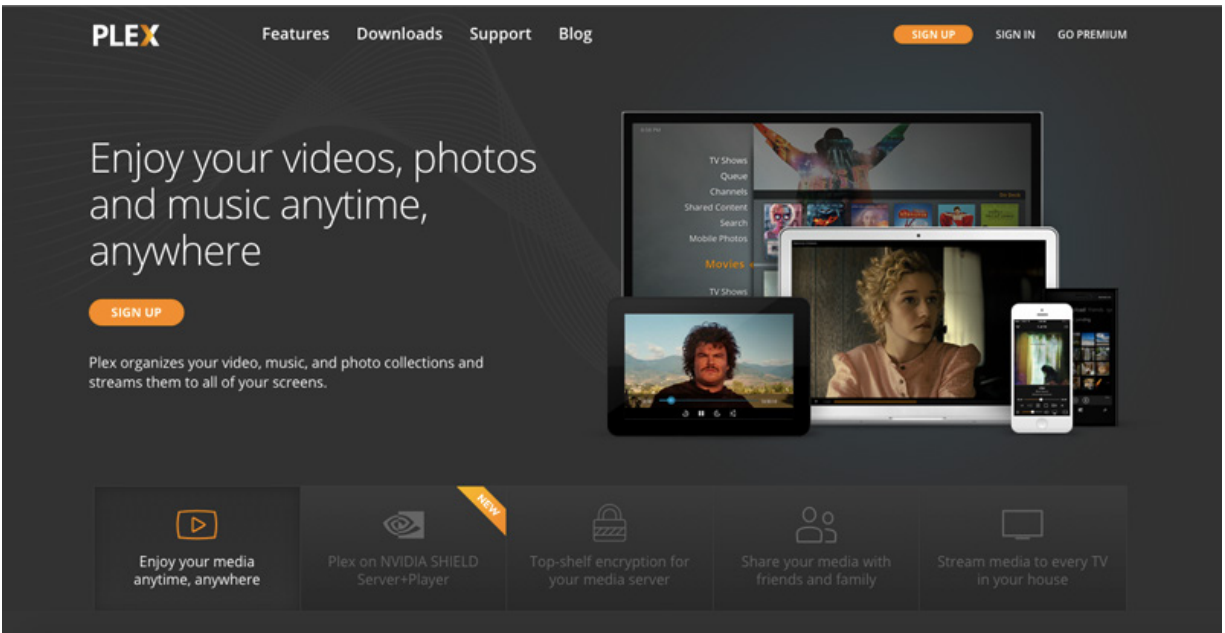 PLEX
Features Downloads Support Blog
SIGN UP SIGN IN GO PREMIUM
Enjoy your videos, photos
and music anytime,
anywhere
SIGN UP
Plex organizes your video, music, and photo collections and
streams them to all of your screens.
TV Shows
Queue
Channels
Shared Content
Search
Mobile Photos
Movies
TV Shows
Enjoy your media
anytime, anywhere
NEW
Plex on NVIDIA SHIELD
Server+Player
Top-shelf encryption for
your media server
Share your media with
friends and family
Stream media to every TV
in your house